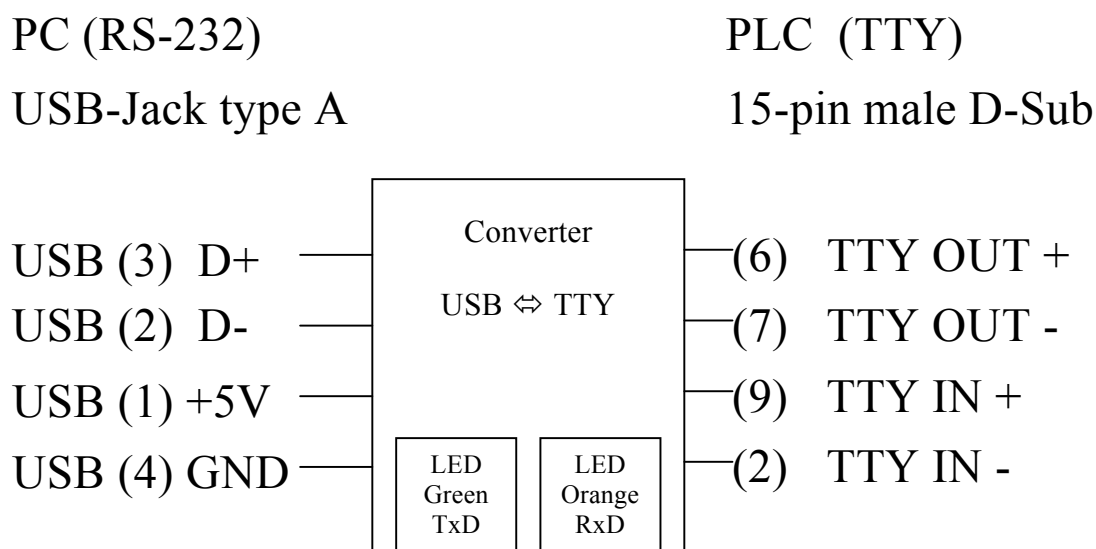 PC (RS-232)
PLC (TTY)
USB-Jack type A
15-pin male D-Sub
Converter
USB ⇔ TTY
USB (3) D+
USB (2) D-
USB (1) +5V
USB (4) GND
(6) TTY OUT +
(7) TTY OUT -
(9) TTY IN +
(2) TTY IN -
LED
Green
TxD
LED
Orange
RxD